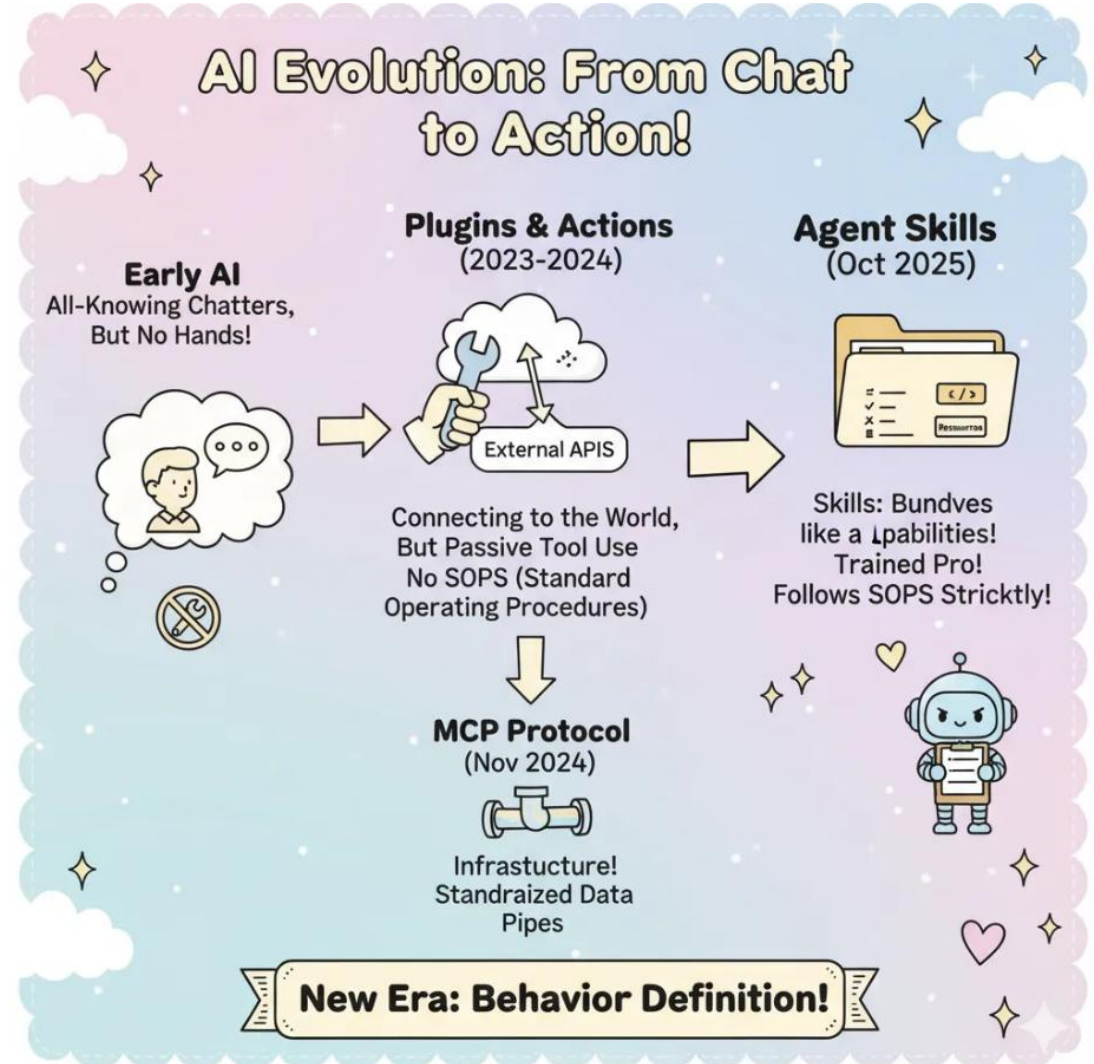 AI Evolution: From Chat
to Action!
Early AI
All-Knowing Chatters,
But No Hands!
Plugins & Actions
(2023-2024)
External APIS
Connecting to the World,
But Passive Tool Use
No SOPS (Standard
Operating Procedures)
MCP Protocol
(Nov 2024)
Infrastucture!
Standraized Data
Pipes
Agent Skills
(Oct 2025)
</>
Skills: Bundves
like a
Trained Pro!
Follows SOPS Stricktly!
New Era: Behavior Definition!